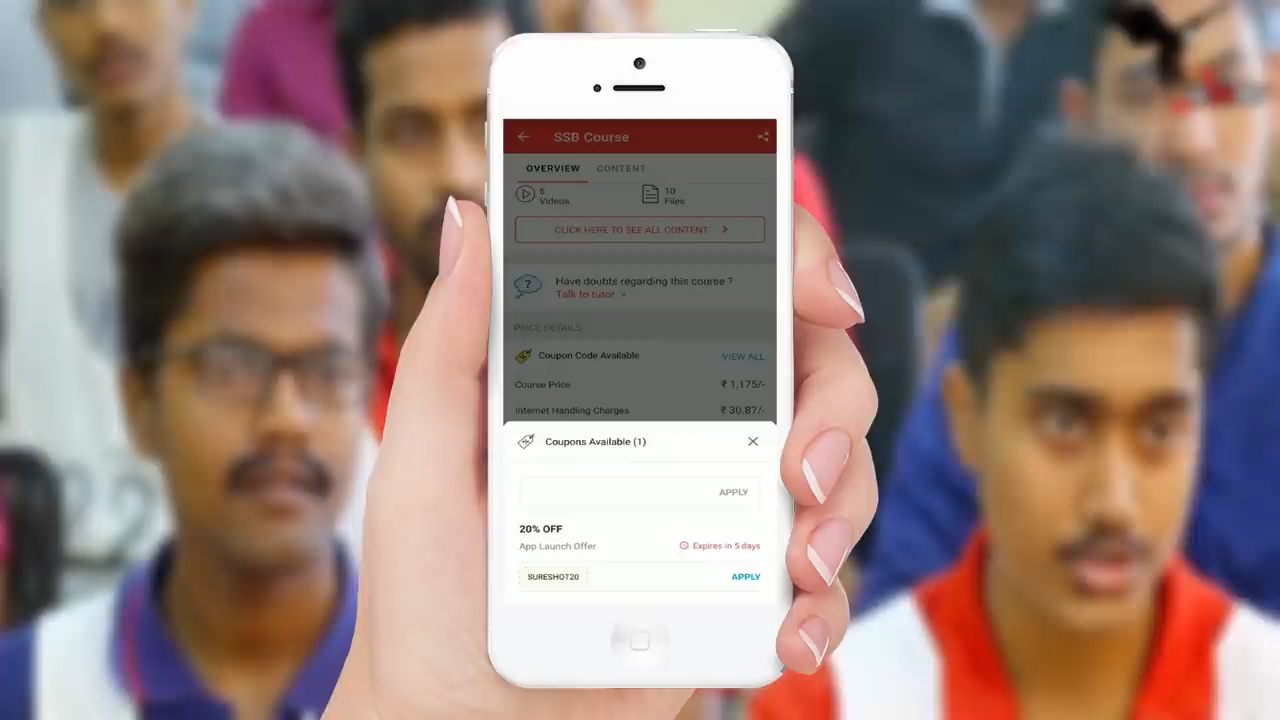 SSB Course
OVERVIEW CONTENT
6 Videos
10 Files
CLICK HERE TO SEE ALL CONTENT >
Have doubts regarding this course ?
Talk to tutor >
PRICE DETAILS
Coupon Code Available VIEW ALL
Course Price ₹ 1,175/-
Internet Handling Charges ₹ 30.87/-
Coupons Available (1)
APPLY
20% OFF
App Launch Offer Expires in 5 days
SURESHOT20 APPLY